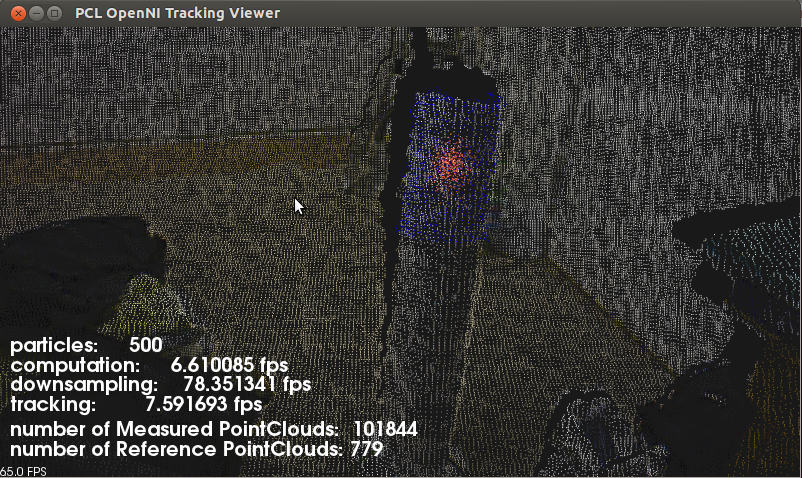 PCL OpenNI Tracking Viewer
particles: 500
computation: 6.610085 fps
downsampling: 78.351341 fps
tracking: 7.591693 fps
number of Measured PointClouds: 101844
number of Reference PointClouds: 779
65.0 FPS